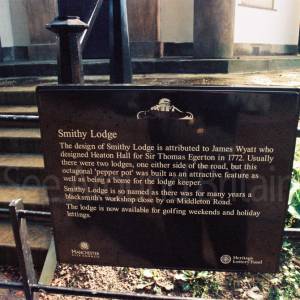 Smithy Lodge
The design of Smithy Lodge is attributed to James Wyatt who
designed Heaton Hall for Sir Thomas Egerton in 1772. Usually
there were two lodges, one either side of the road, but this
octagonal 'pepper pot' was built as an attractive feature as
well as being a home for the lodge keeper.
Smithy Lodge is so named as there was for many years a
blacksmith's workshop close by on Middleton Road.
The lodge is now available for golfing weekends and holiday
lettings.
MANCHESTER
Heritage
Lottery Fund